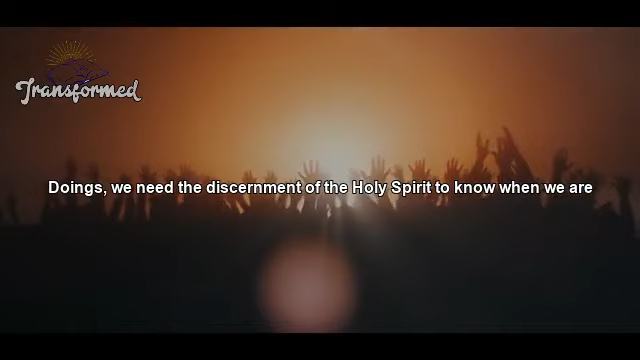 Transformed
Doings, we need the discernment of the Holy Spirit to know when we are